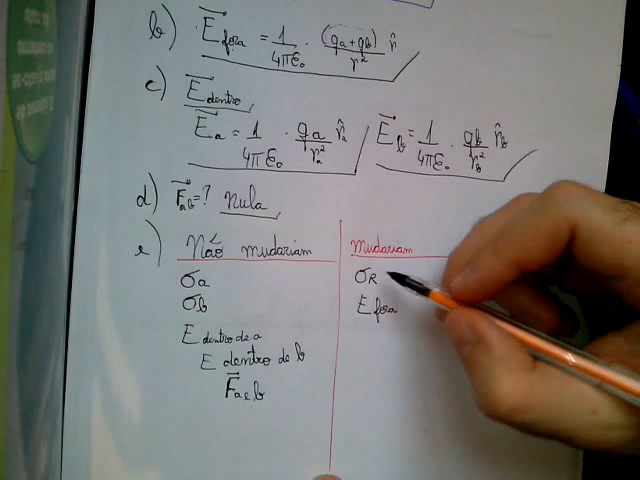 b) E⃗fora = 1/4πε₀ · (qa+qb)/r² r̂
c) E⃗dentro
E⃗a = 1/4πε₀ · qa/ra² r̂a
E⃗b = 1/4πε₀ · qb/rb² r̂b
d) F⃗ab = ? nula
e) Não mudariam
mudariam
σa
σR
σb
E fora
E dentro de a
E dentro de b
F⃗a e b